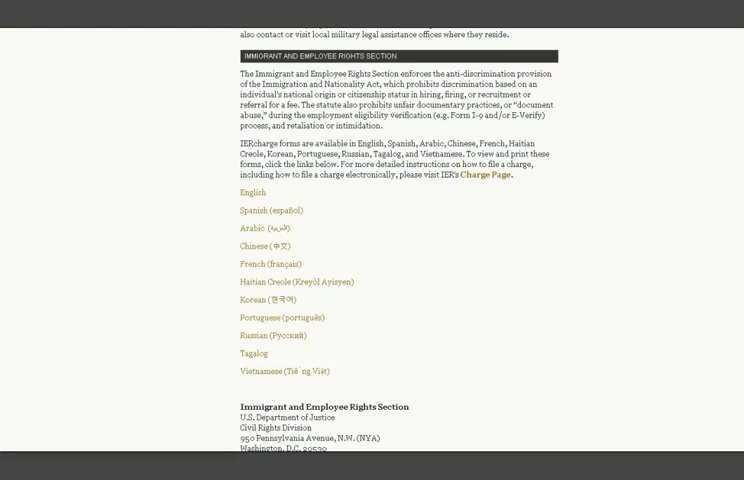 also contact or visit local military legal assistance offices where they reside.
IMMIGRANT AND EMPLOYEE RIGHTS SECTION
The Immigrant and Employee Rights Section enforces the anti-discrimination provision
of the Immigration and Nationality Act, which prohibits discrimination based on an
individual's national origin or citizenship status in hiring, firing, or recruitment or
referral for a fee. The statute also prohibits unfair documentary practices, or “document
abuse,” during the employment eligibility verification (e.g. Form I-9 and/or E-Verify)
process, and retaliation or intimidation.
IERcharge forms are available in English, Spanish, Arabic, Chinese, French, Haitian
Creole, Korean, Portuguese, Russian, Tagalog, and Vietnamese. To view and print these
forms, click the links below. For more detailed instructions on how to file a charge,
including how to file a charge electronically, please visit IER's Charge Page.
English
Spanish (español)
Arabic (العربية)
Chinese (中文)
French (français)
Haitian Creole (Kreyòl Ayisyen)
Korean (한국어)
Portuguese (português)
Russian (Русский)
Tagalog
Vietnamese (Tiếng Việt)
Immigrant and Employee Rights Section
U.S. Department of Justice
Civil Rights Division
950 Pennsylvania Avenue, N.W. (NYA)
Washington, D.C. 20530